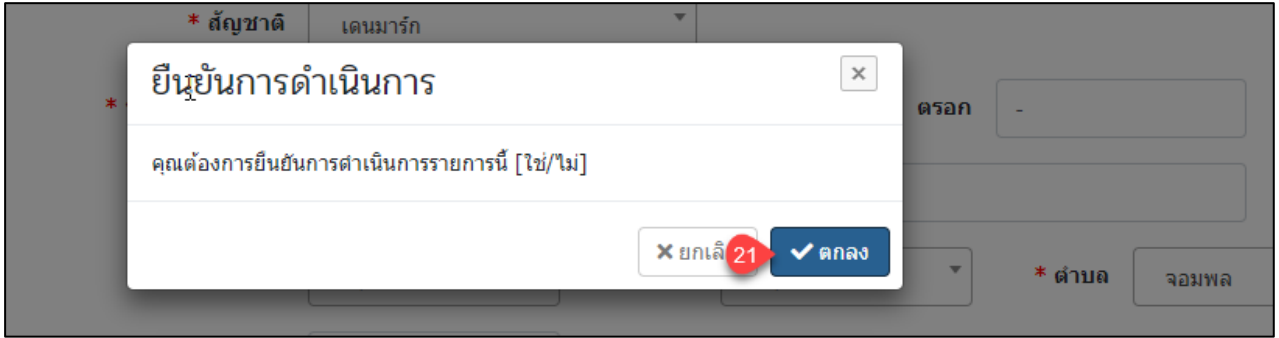 * สัญชาติ เดนมาร์ก
ยืนยันการดำเนินการ ×
* ตรอก -
คุณต้องการยืนยันการดำเนินการรายการนี้ [ใช่/ไม่]
21 ตกลง
* ตำบล จอมพล